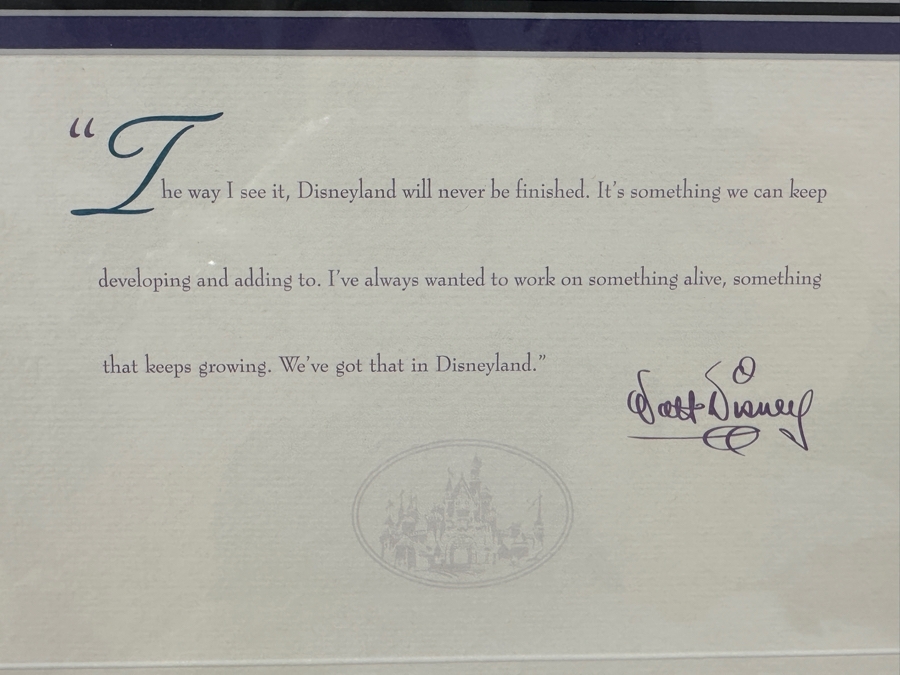 “The way I see it, Disneyland will never be finished. It’s something we can keep
developing and adding to. I’ve always wanted to work on something alive, something
that keeps growing. We’ve got that in Disneyland.”
Walt Disney